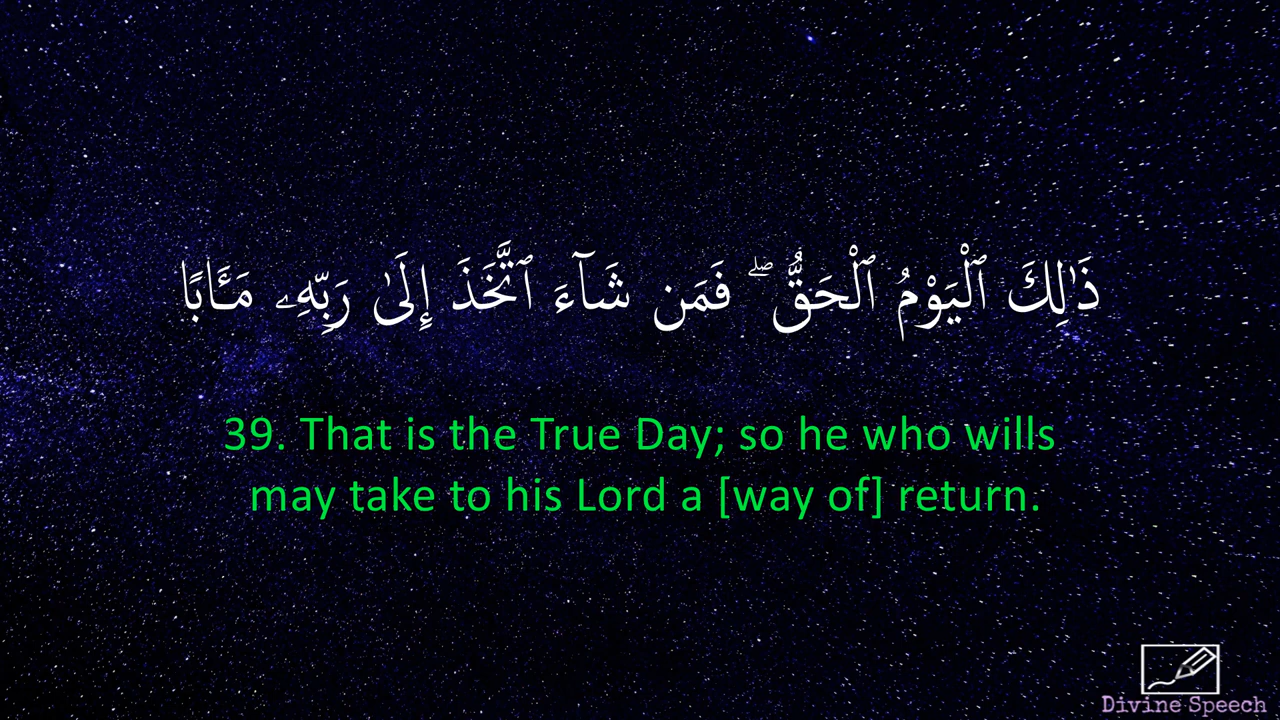 ذَٰلِكَ ٱلْيَوْمُ ٱلْحَقُّ ۖ فَمَن شَآءَ ٱتَّخَذَ إِلَىٰ رَبِّهِۦ مَـَٔابًا
39. That is the True Day; so he who wills
may take to his Lord a [way of] return.
Divine Speech